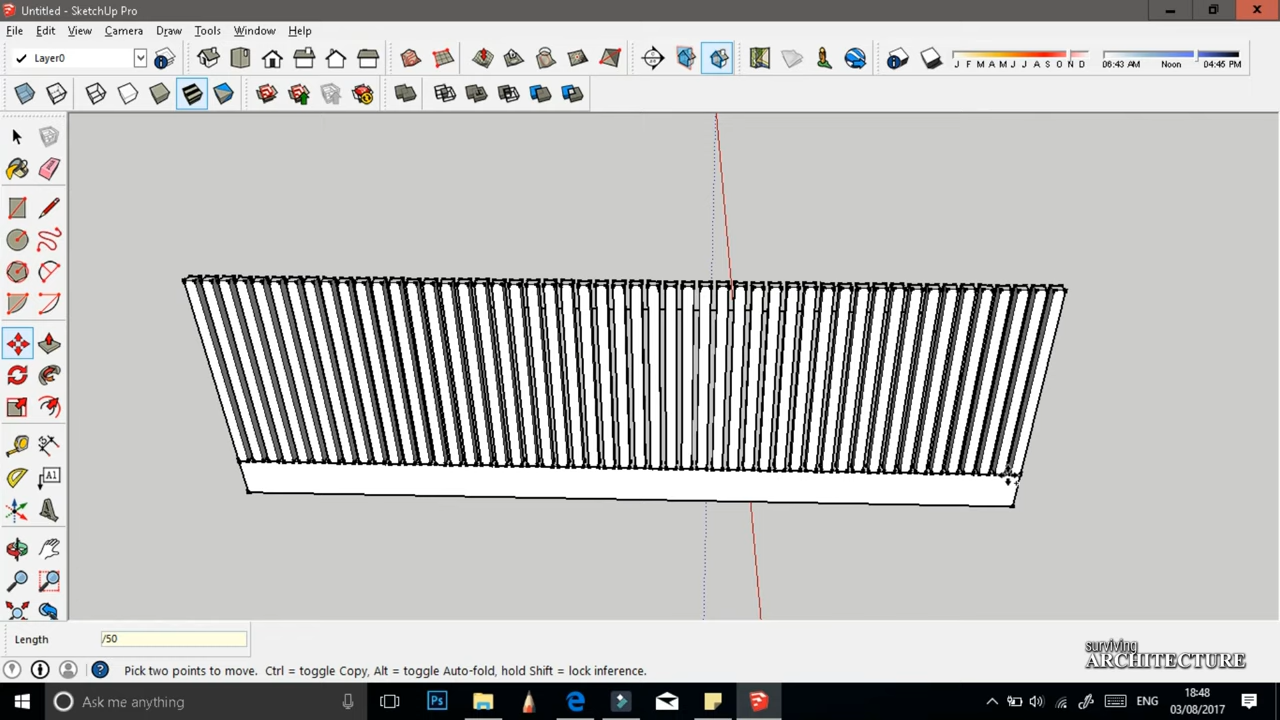 Untitled - SketchUp Pro
File Edit View Camera Draw Tools Window Help
Layer0
J F M A M J J A S O N D
06:43 AM Noon 04:45 PM
A1
Length /50
Pick two points to move. Ctrl = toggle Copy, Alt = toggle Auto-fold, hold Shift = lock inference.
surviving
ARCHITECTURE
Ask me anything
Ps
ENG
18:48
03/08/2017